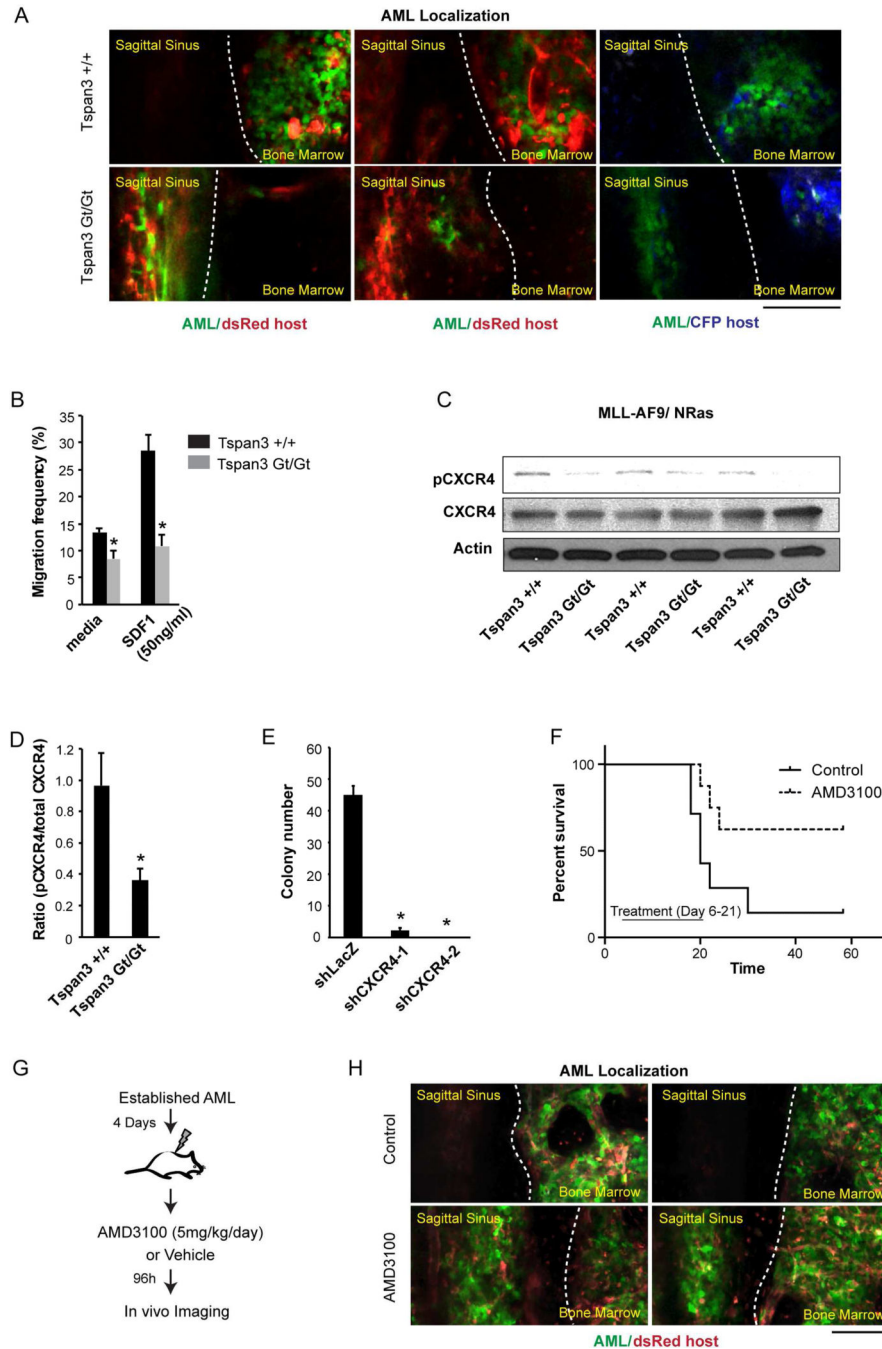 A
AML Localization
Tspan3 +/+
Sagittal Sinus
Bone Marrow
Sagittal Sinus
Bone Marrow
Sagittal Sinus
Bone Marrow
Tspan3 Gt/Gt
Sagittal Sinus
Bone Marrow
Sagittal Sinus
Bone Marrow
Sagittal Sinus
Bone Marrow
AML/dsRed host
AML/dsRed host
AML/CFP host
B
Migration frequency (%)
35
30
25
20
15
10
5
0
*
*
media
SDF1
(50ng/ml)
Tspan3 +/+
Tspan3 Gt/Gt
C
MLL-AF9/ NRas
pCXCR4
CXCR4
Actin
Tspan3 +/+
Tspan3 Gt/Gt
Tspan3 +/+
Tspan3 Gt/Gt
Tspan3 +/+
Tspan3 Gt/Gt
D
Ratio (pCXCR4/total CXCR4)
1.2
1.0
0.8
0.6
0.4
0.2
0
*
Tspan3 +/+
Tspan3 Gt/Gt
E
Colony number
60
50
40
30
20
10
0
*
*
shLacZ
shCXCR4-1
shCXCR4-2
F
Percent survival
100
50
0
Control
AMD3100
Treatment (Day 6-21)
20
40
60
Time
G
Established AML
4 Days
AMD3100 (5mg/kg/day)
or Vehicle
96h
In vivo Imaging
H
AML Localization
Control
Sagittal Sinus
Bone Marrow
Sagittal Sinus
Bone Marrow
AMD3100
Sagittal Sinus
Bone Marrow
Sagittal Sinus
Bone Marrow
AML/dsRed host